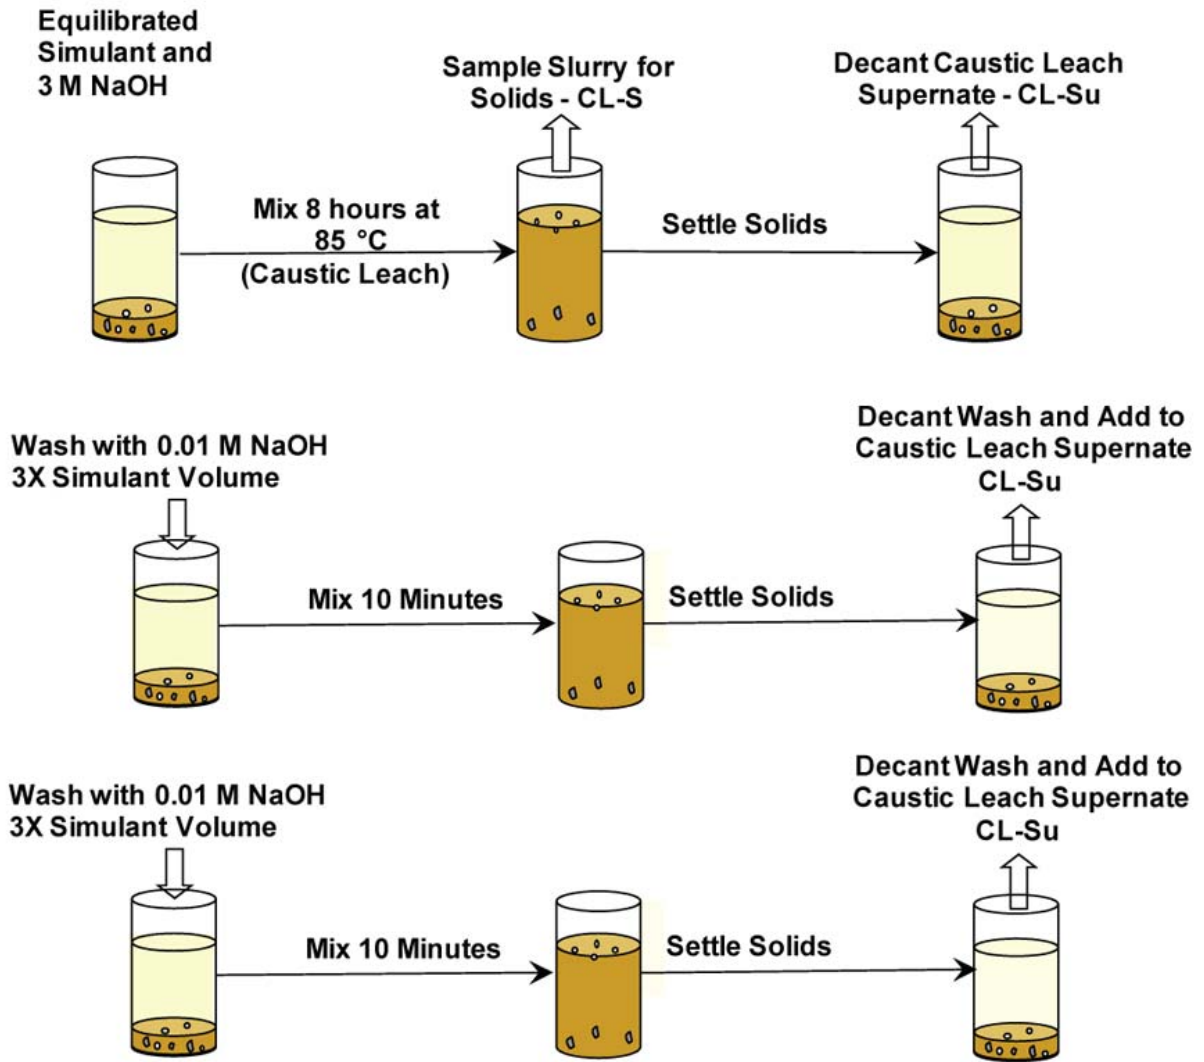 Equilibrated
Simulant and
3 M NaOH
Sample Slurry for
Solids - CL-S
Decant Caustic Leach
Supernate - CL-Su
Mix 8 hours at
85 °C
(Caustic Leach)
Settle Solids
Wash with 0.01 M NaOH
3X Simulant Volume
Decant Wash and Add to
Caustic Leach Supernate
CL-Su
Mix 10 Minutes
Settle Solids
Wash with 0.01 M NaOH
3X Simulant Volume
Decant Wash and Add to
Caustic Leach Supernate
CL-Su
Mix 10 Minutes
Settle Solids